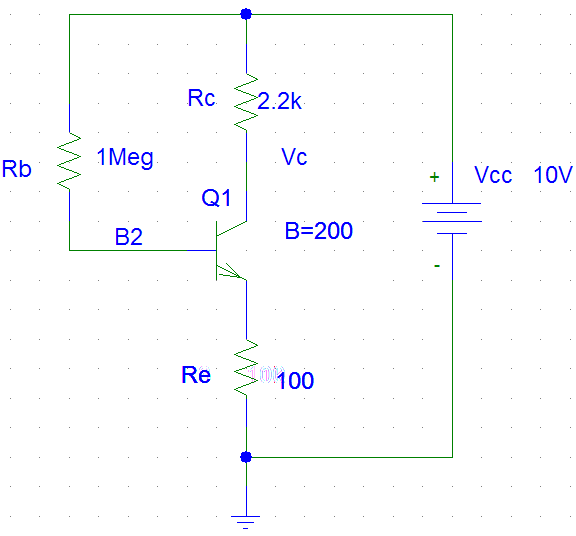 Rc 2.2k
Rb 1Meg Vc
+ Vcc 10V
Q1
B2 B=200
-
Re 100